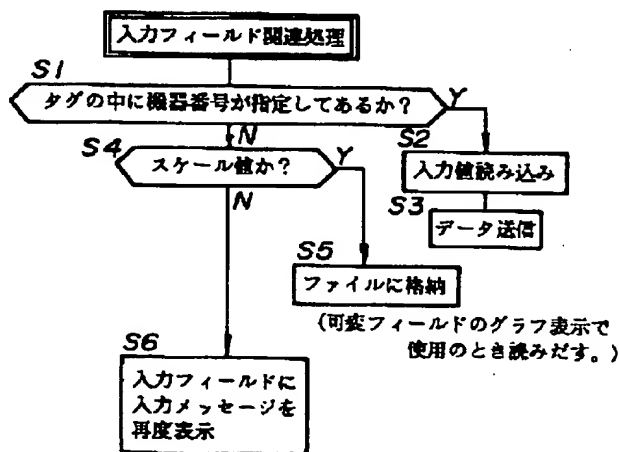 入力フィールド関連処理
S1
タグの中に機器番号が指定してあるか?
Y
N
S2
入力値読み込み
S3
データ送信
S4
スケール値か?
Y
N
S5
ファイルに格納
(可変フィールドのグラフ表示で
使用のとき読みだす。)
S6
入力フィールドに
入力メッセージを
再度表示